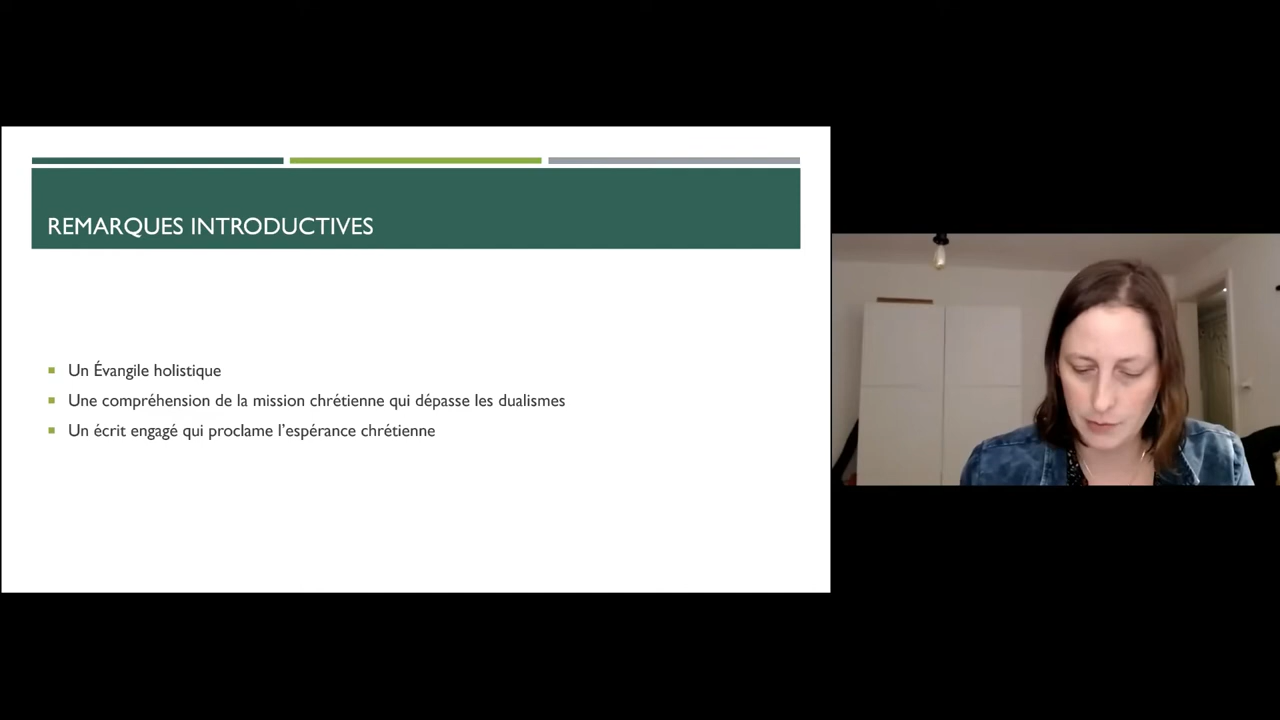 REMARQUES INTRODUCTIVES
Un Évangile holistique
Une compréhension de la mission chrétienne qui dépasse les dualismes
Un écrit engagé qui proclame l'espérance chrétienne